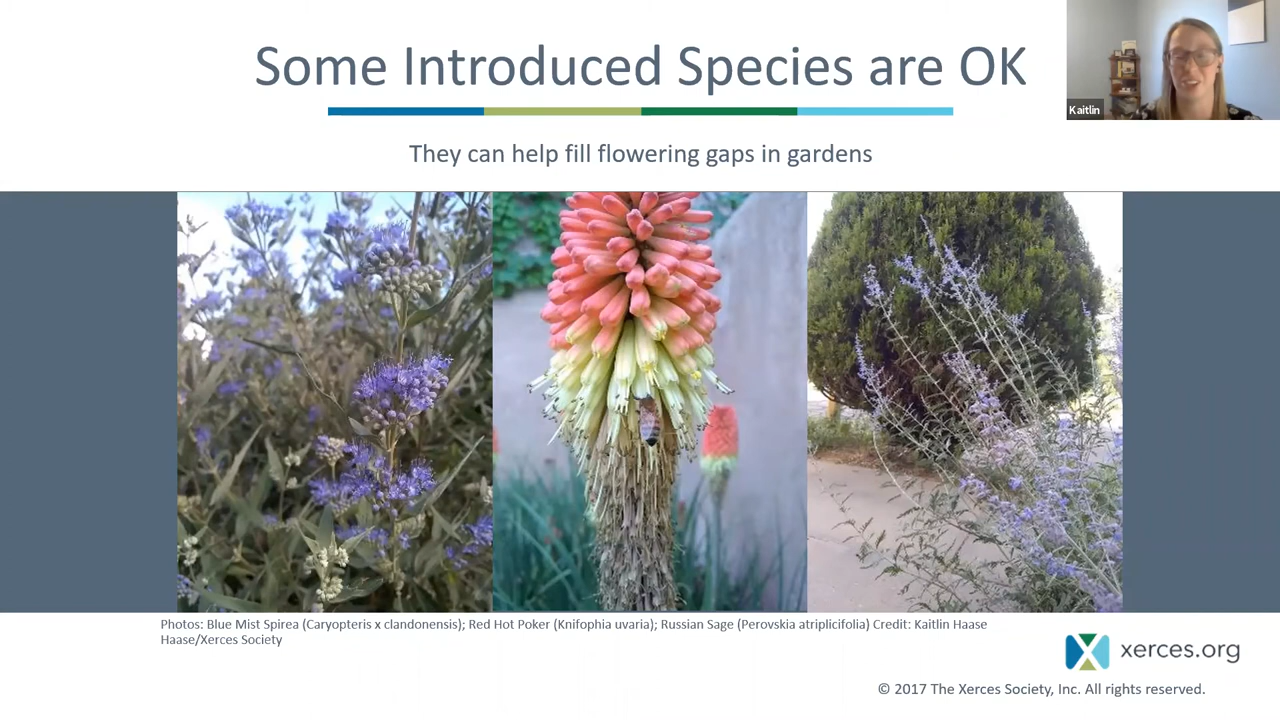 Some Introduced Species are OK
Kaitlin
They can help fill flowering gaps in gardens
Photos: Blue Mist Spirea (Caryopteris x clandonensis); Red Hot Poker (Knifophia uvaria); Russian Sage (Perovskia atriplicifolia) Credit: Kaitlin Haase
Haase/Xerces Society
xerces.org
© 2017 The Xerces Society, Inc. All rights reserved.